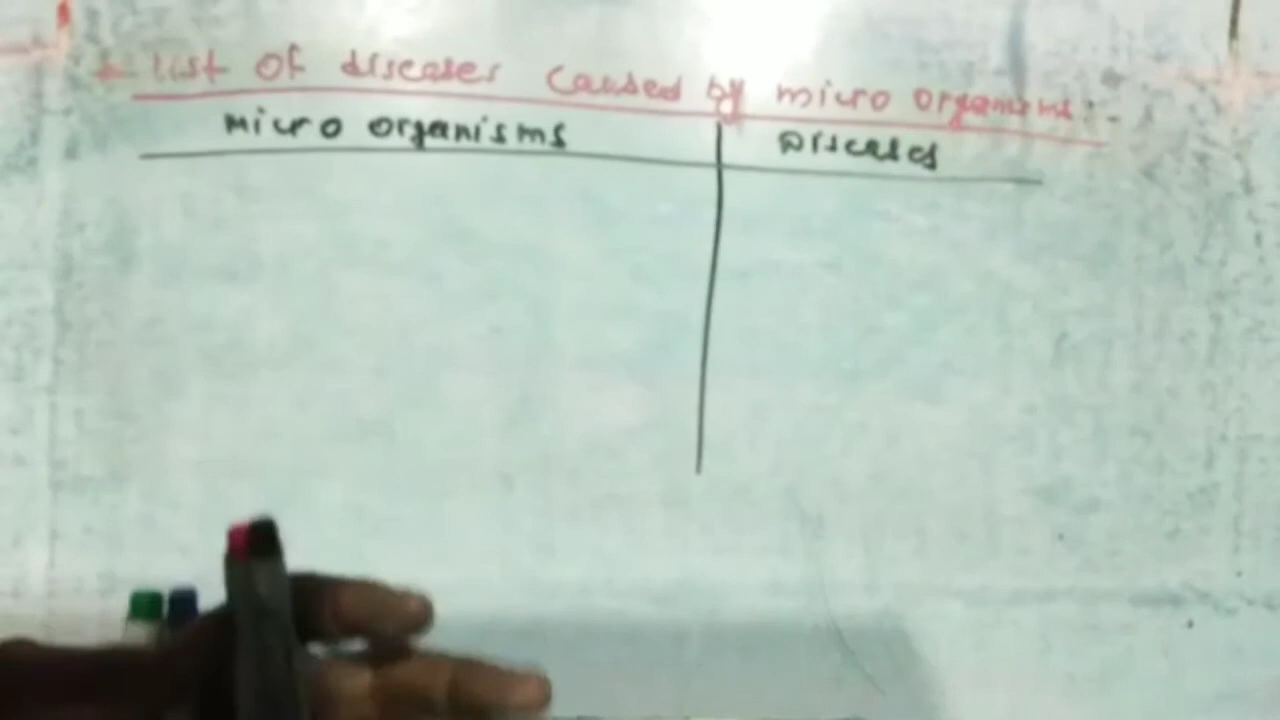 List of diseases caused by micro organisms:-
Micro organisms Diseases